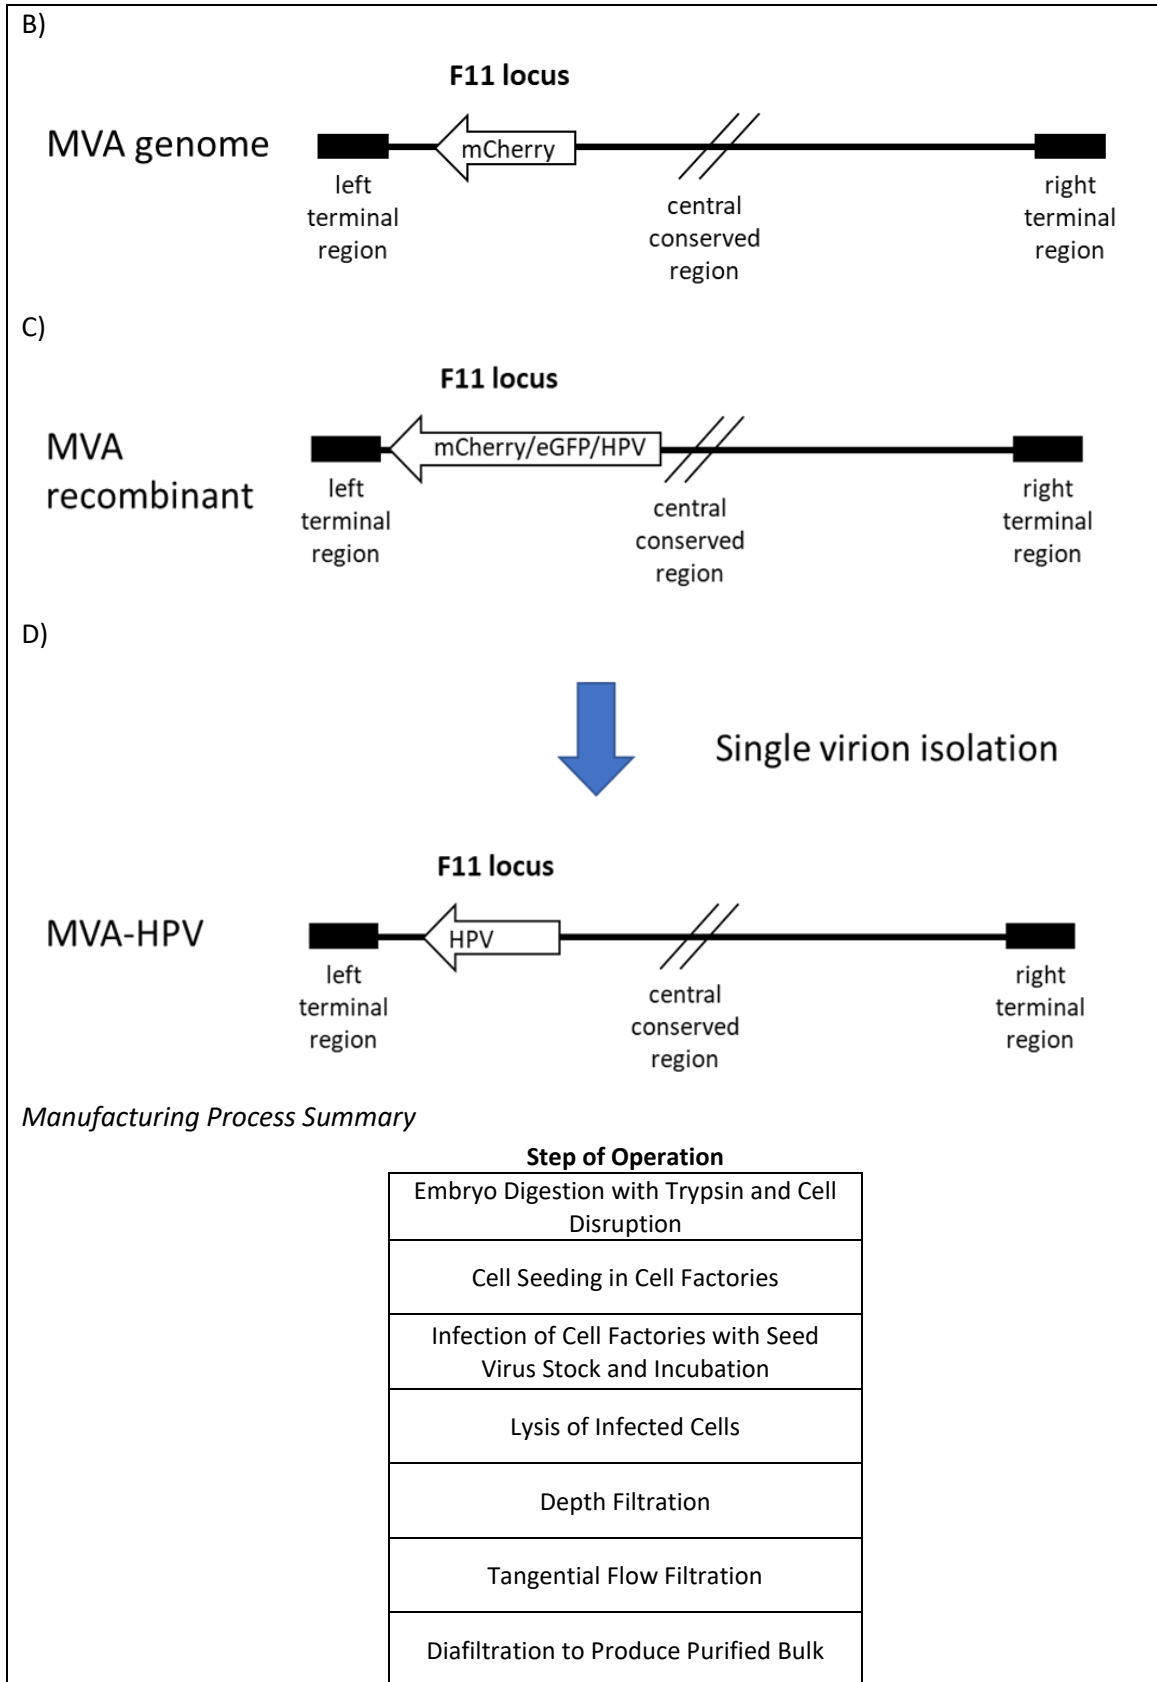 B)
F11 locus
MVA genome
mCherry
left
terminal
region
central
conserved
region
right
terminal
region
C)
F11 locus
MVA
recombinant
mCherry/eGFP/HPV
left
terminal
region
central
conserved
region
right
terminal
region
D)
Single virion isolation
F11 locus
MVA-HPV
HPV
left
terminal
region
central
conserved
region
right
terminal
region
Manufacturing Process Summary
Step of Operation
Embryo Digestion with Trypsin and Cell
Disruption
Cell Seeding in Cell Factories
Infection of Cell Factories with Seed
Virus Stock and Incubation
Lysis of Infected Cells
Depth Filtration
Tangential Flow Filtration
Diafiltration to Produce Purified Bulk